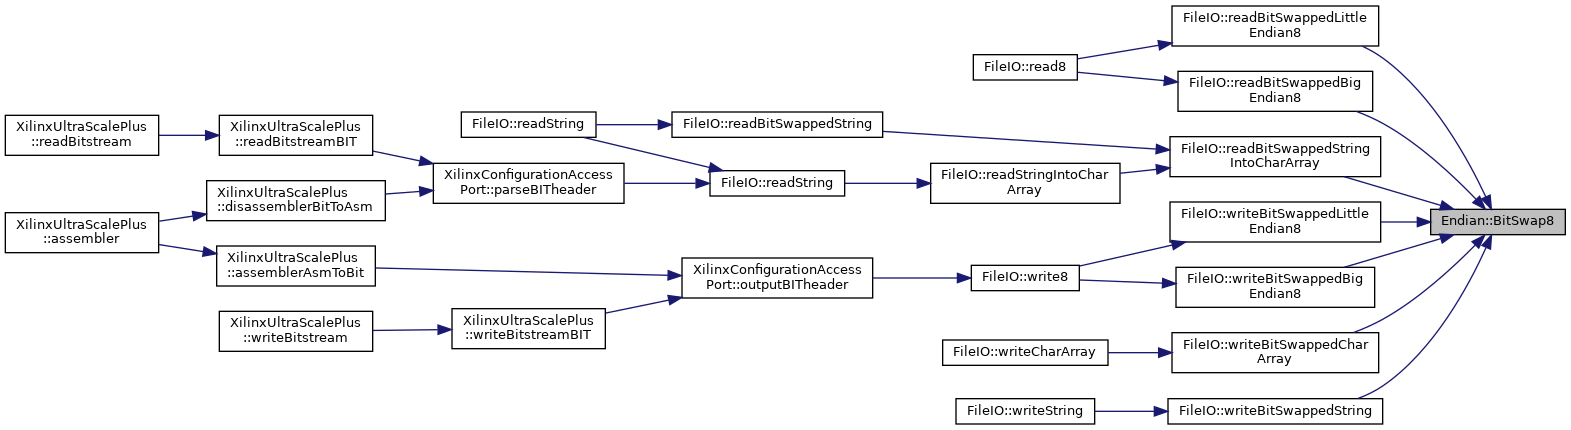 FileIO::readBitSwappedLittle
Endian8
FileIO::read8
FileIO::readBitSwappedBig
Endian8
XilinxUltraScalePlus
::readBitstream
XilinxUltraScalePlus
::readBitstreamBIT
FileIO::readString
FileIO::readBitSwappedString
FileIO::readBitSwappedString
IntoCharArray
XilinxConfigurationAccess
Port::parseBITheader
FileIO::readString
FileIO::readStringIntoChar
Array
XilinxUltraScalePlus
::disassemblerBitToAsm
XilinxUltraScalePlus
::assembler
FileIO::writeBitSwappedLittle
Endian8
Endian::BitSwap8
XilinxUltraScalePlus
::assemblerAsmToBit
XilinxConfigurationAccess
Port::outputBITheader
FileIO::write8
FileIO::writeBitSwappedBig
Endian8
XilinxUltraScalePlus
::writeBitstream
XilinxUltraScalePlus
::writeBitstreamBIT
FileIO::writeCharArray
FileIO::writeBitSwappedChar
Array
FileIO::writeString
FileIO::writeBitSwappedString